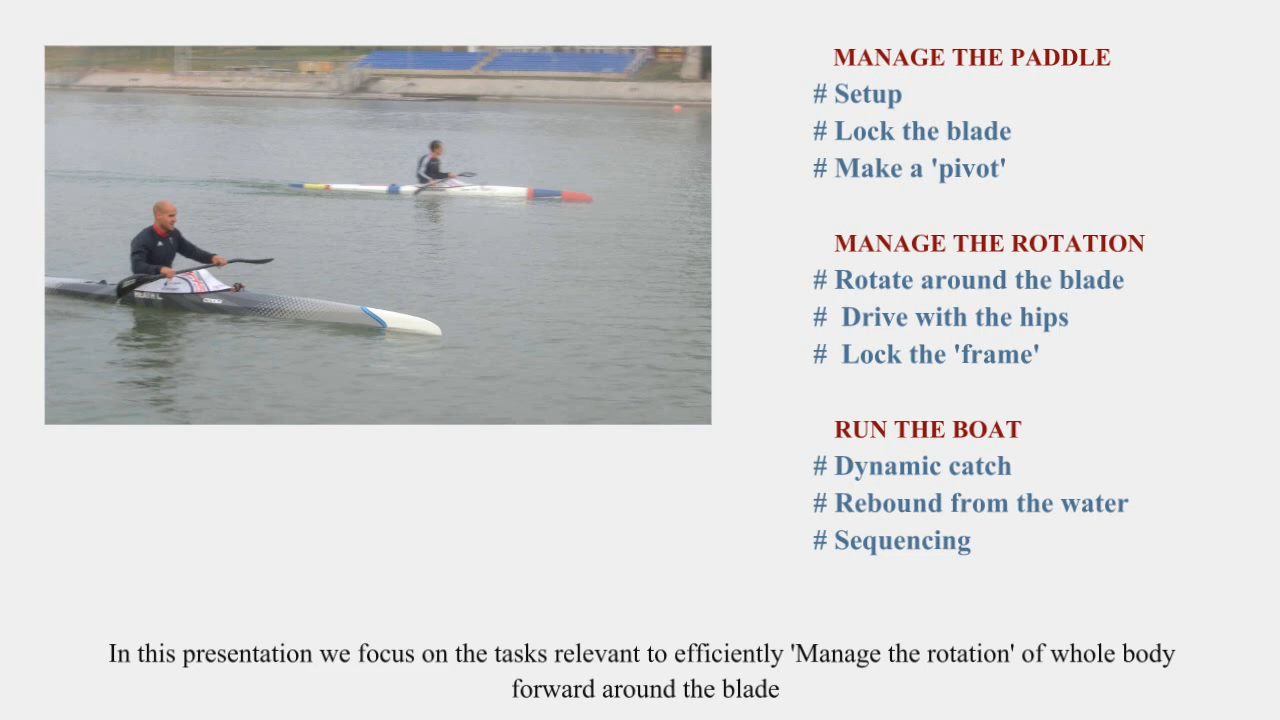 MANAGE THE PADDLE
# Setup
# Lock the blade
# Make a 'pivot'
MANAGE THE ROTATION
# Rotate around the blade
# Drive with the hips
# Lock the 'frame'
RUN THE BOAT
# Dynamic catch
# Rebound from the water
# Sequencing
HEATH L.
In this presentation we focus on the tasks relevant to efficiently 'Manage the rotation' of whole body
forward around the blade